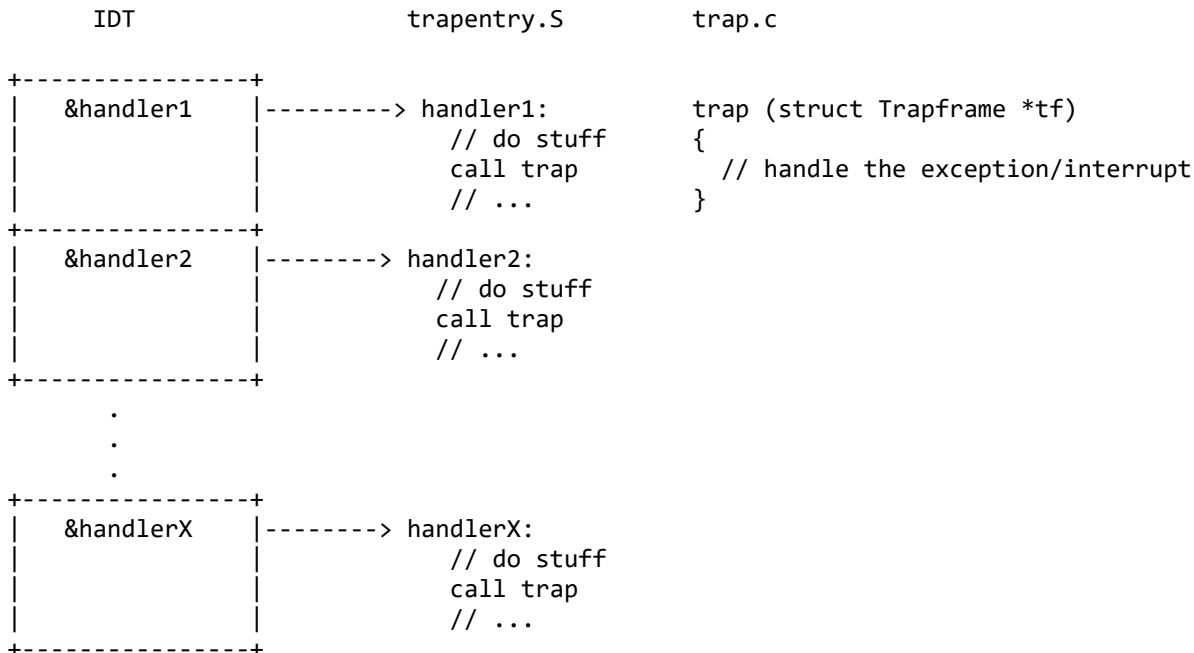 IDT                   trapentry.S         trap.c

+----------------+
|   &handler1    |---------> handler1:         trap (struct Trapframe *tf)
|                |             // do stuff      {
|                |             call trap          // handle the exception/interrupt
|                |             // ...           }
+----------------+
|   &handler2    |--------> handler2:
|                |            // do stuff
|                |            call trap
|                |            // ...
+----------------+
       .
       .
       .
+----------------+
|   &handlerX    |--------> handlerX:
|                |             // do stuff
|                |             call trap
|                |             // ...
+----------------+